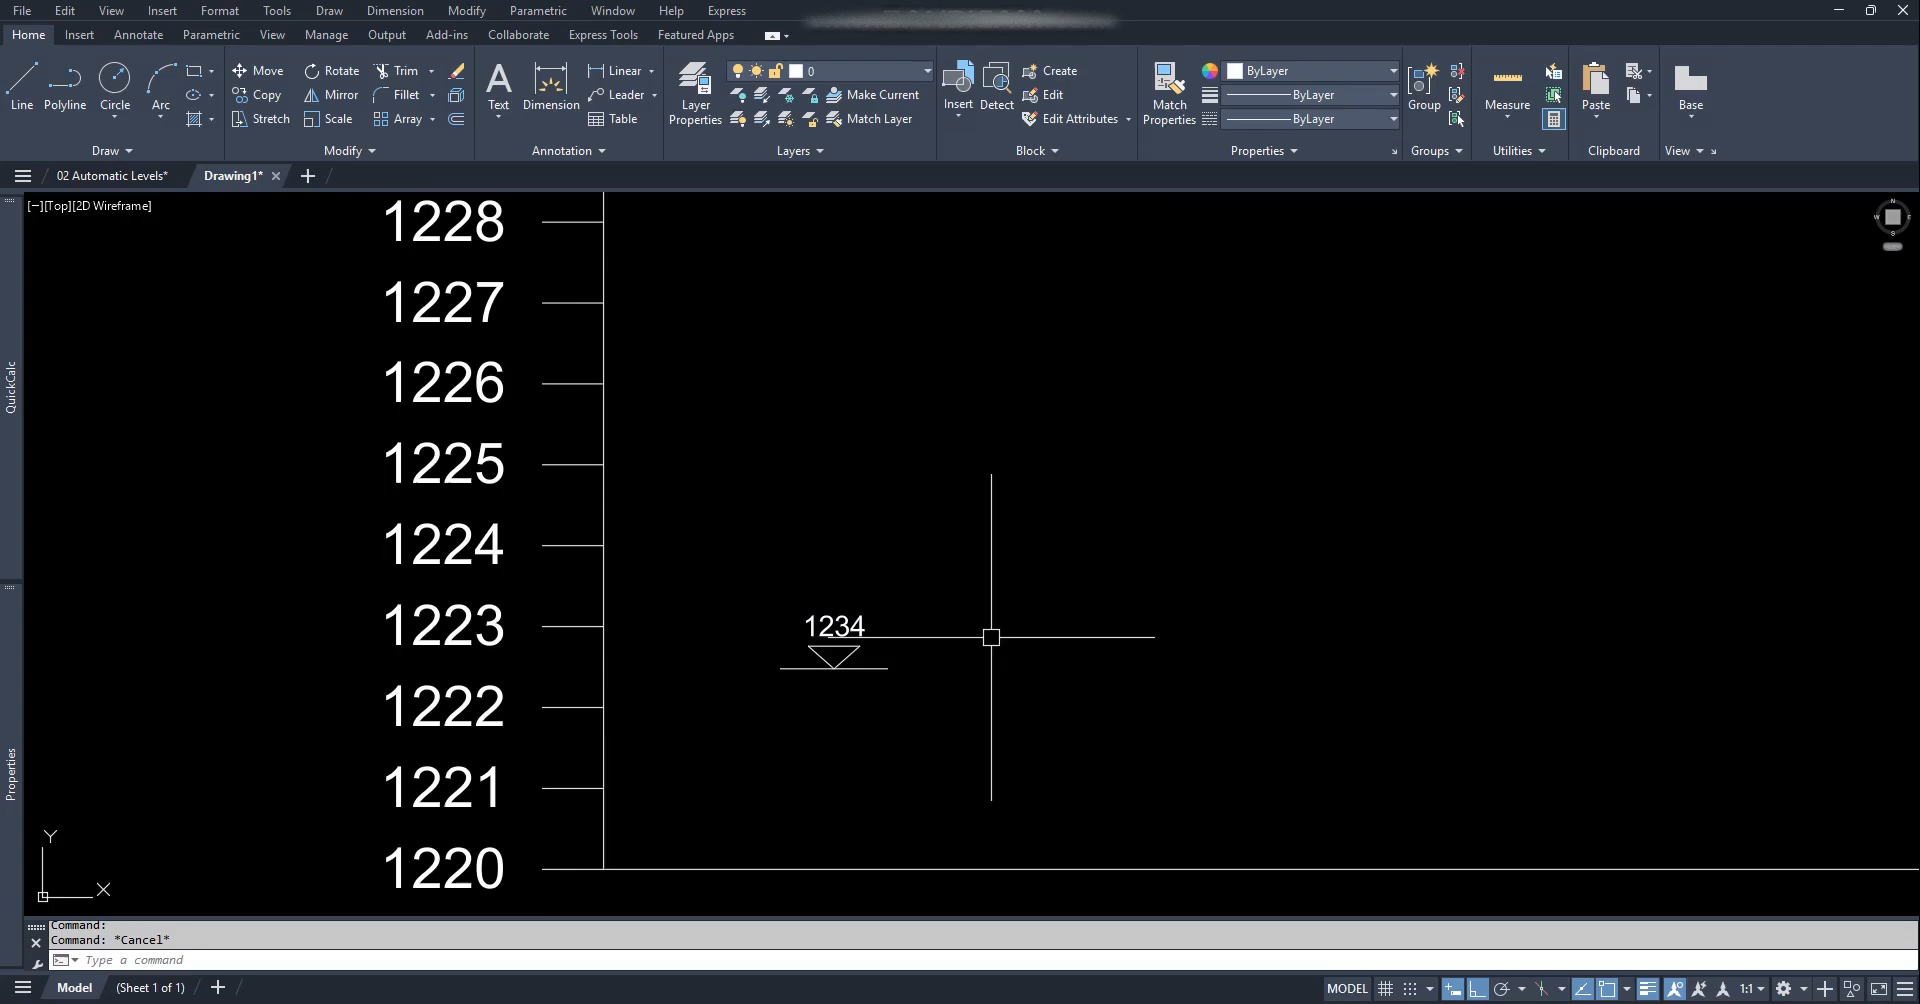 File Edit View Insert Format Tools Draw Dimension Modify Parametric Window Help Express
Home Insert Annotate Parametric View Manage Output Add-ins Collaborate Express Tools Featured Apps
Line Polyline Circle Arc
Move Rotate Trim
Copy Mirror Fillet
Stretch Scale Array
Text Dimension
Linear
Leader
Table
Layer Properties
0
Make Current
Match Layer
Insert Detect
Create
Edit
Edit Attributes
Match Properties
ByLayer
ByLayer
ByLayer
Group
Measure
Paste
Base
Draw Modify Annotation Layers Block Properties Groups Utilities Clipboard View
02 Automatic Levels* Drawing1*
[−][Top][2D Wireframe]
N
W E
S
QuickCalc
Properties
1228
1227
1226
1225
1224
1223
1222
1221
1220
1234
Y
X
Command:
Command: *Cancel*
Type a command
Model (Sheet 1 of 1)
MODEL 1:1